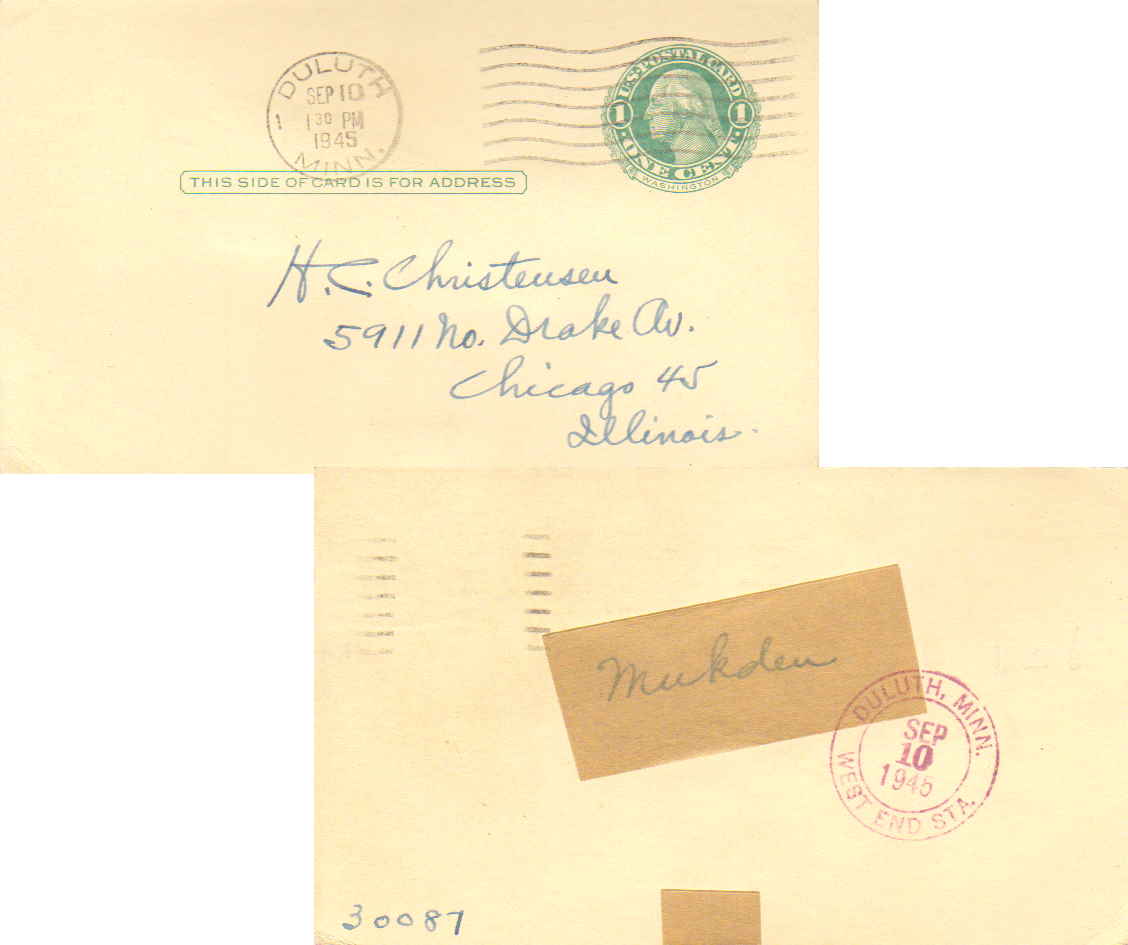 DULUTH
SEP 10
1 30 PM
1945
MINN.
1
U.S. POSTAL CARD
1 1
ONE CENT
WASHINGTON
THIS SIDE OF CARD IS FOR ADDRESS
H. C. Christensen
5911 No. Drake Av.
Chicago 45
Illinois.
Mukden
DULUTH, MINN.
SEP
10
1945
WEST END STA.
30087